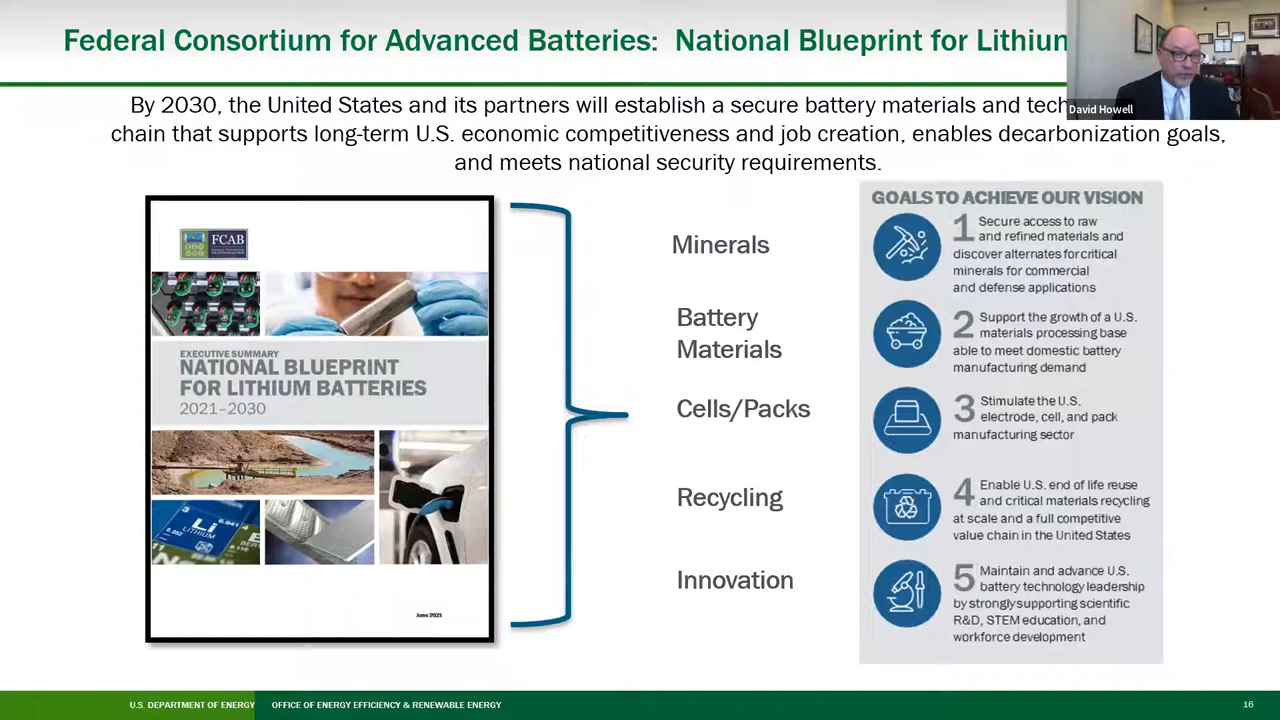 Federal Consortium for Advanced Batteries: National Blueprint for Lithium
David Howell
By 2030, the United States and its partners will establish a secure battery materials and
chain that supports long-term U.S. economic competitiveness and job creation, enables decarbonization goals,
and meets national security requirements.
FCAB
EXECUTIVE SUMMARY
NATIONAL BLUEPRINT
FOR LITHIUM BATTERIES
2021–2030
3
Li
6.941
LITHIUM
4
June 2021
Minerals
Battery
Materials
Cells/Packs
Recycling
Innovation
GOALS TO ACHIEVE OUR VISION
1 Secure access to raw
and refined materials and
discover alternates for critical
minerals for commercial
and defense applications
2 Support the growth of a U.S.
materials processing base
able to meet domestic battery
manufacturing demand
3 Stimulate the U.S.
electrode, cell, and pack
manufacturing sector
4 Enable U.S. end of life reuse
and critical materials recycling
at scale and a full competitive
value chain in the United States
5 Maintain and advance U.S.
battery technology leadership
by strongly supporting scientific
R&D, STEM education, and
workforce development
U.S. DEPARTMENT OF ENERGY
OFFICE OF ENERGY EFFICIENCY & RENEWABLE ENERGY
16